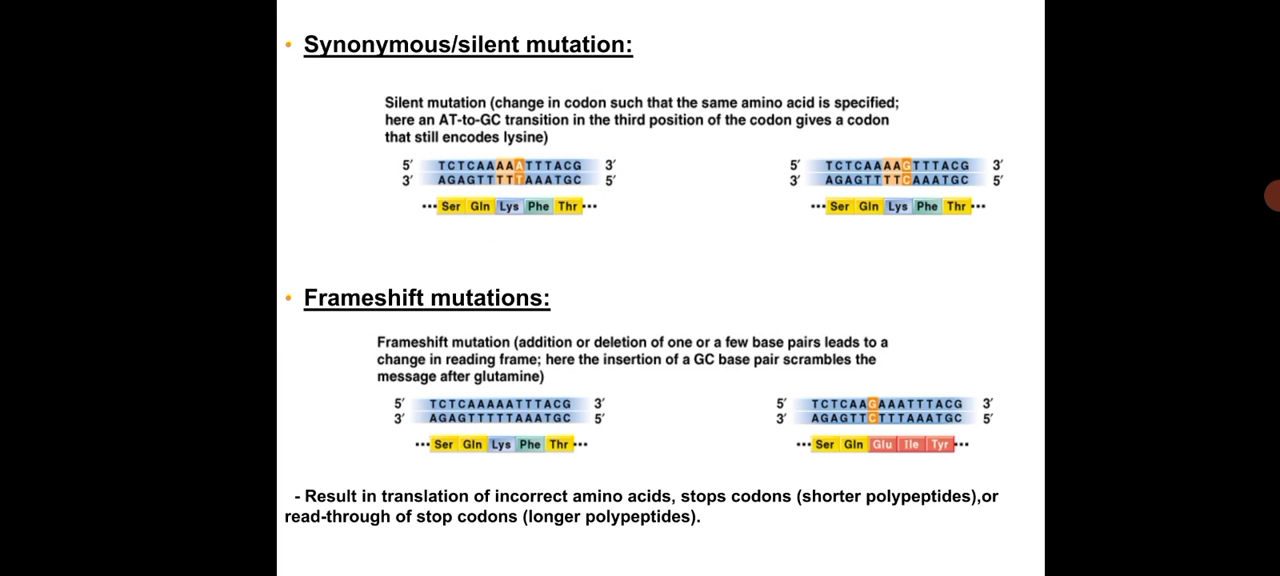 • Synonymous/silent mutation:
Silent mutation (change in codon such that the same amino acid is specified;
here an AT-to-GC transition in the third position of the codon gives a codon
that still encodes lysine)
5′ TCTCAAAAATTTACG 3′ 5′ TCTCAAAAGTTTACG 3′
3′ AGAGTTTTTAAATGC 5′ 3′ AGAGTTTTCAAATGC 5′
··· Ser Gln Lys Phe Thr ··· ··· Ser Gln Lys Phe Thr ···
• Frameshift mutations:
Frameshift mutation (addition or deletion of one or a few base pairs leads to a
change in reading frame; here the insertion of a GC base pair scrambles the
message after glutamine)
5′ TCTCAAAAATTTACG 3′ 5′ TCTCAAGAAATTTACG 3′
3′ AGAGTTTTTAAATGC 5′ 3′ AGAGTTCTTTAAATGC 5′
··· Ser Gln Lys Phe Thr ··· ··· Ser Gln Glu Ile Tyr ···
- Result in translation of incorrect amino acids, stops codons (shorter polypeptides),or
read-through of stop codons (longer polypeptides).